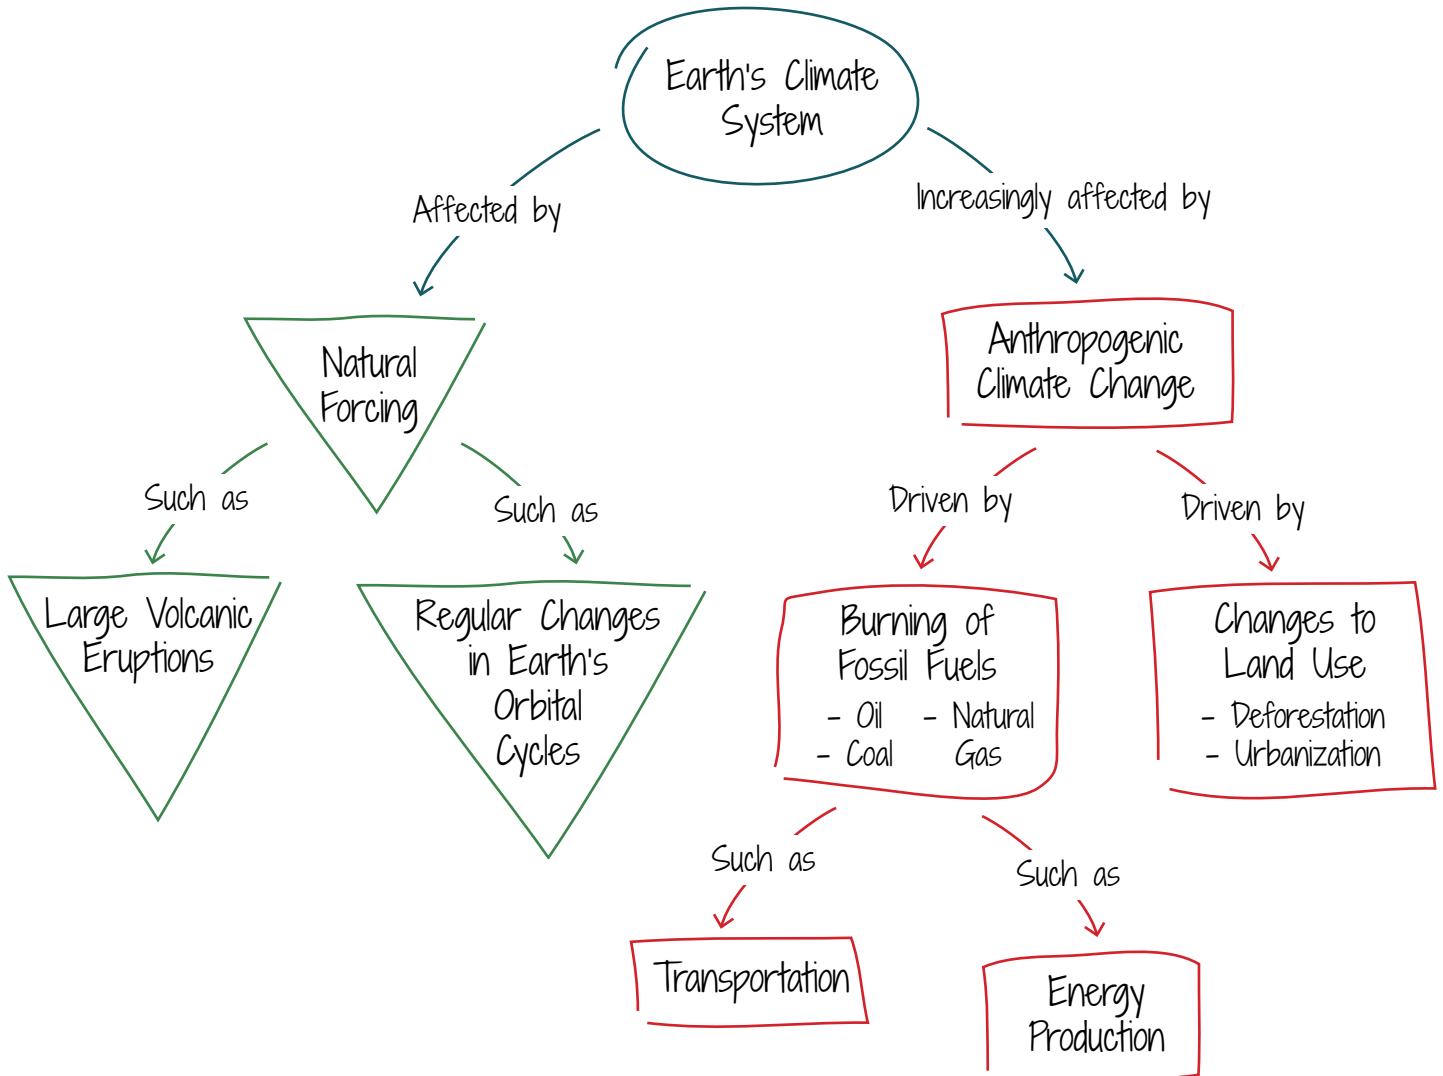 Earth's Climate
System
Affected by
Increasingly affected by
Natural
Forcing
Anthropogenic
Climate Change
Such as
Such as
Driven by
Driven by
Large Volcanic
Eruptions
Regular Changes
in Earth's
Orbital
Cycles
Burning of
Fossil Fuels
- Oil - Natural
- Coal Gas
Changes to
Land Use
- Deforestation
- Urbanization
Such as
Such as
Transportation
Energy
Production